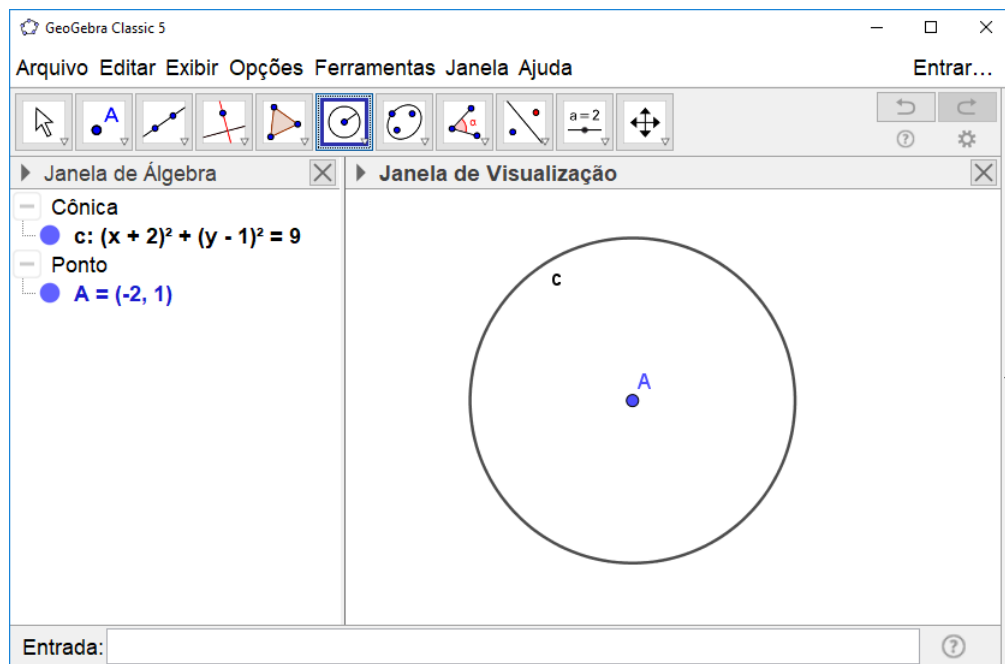 GeoGebra Classic 5
Arquivo Editar Exibir Opções Ferramentas Janela Ajuda Entrar...
A α a = 2
Janela de Álgebra
Cônica
c: (x + 2)² + (y - 1)² = 9
Ponto
A = (-2, 1)
Janela de Visualização
c
A
Entrada: